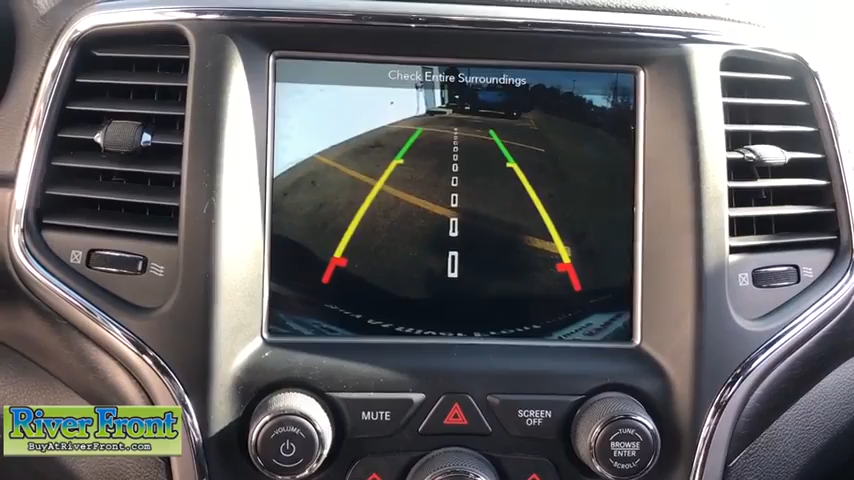 Check Entire Surroundings
MUTE
SCREEN
OFF
VOLUME
TUNE
BROWSE
ENTER
SCROLL
River Front
BuyAtRiverFront.com